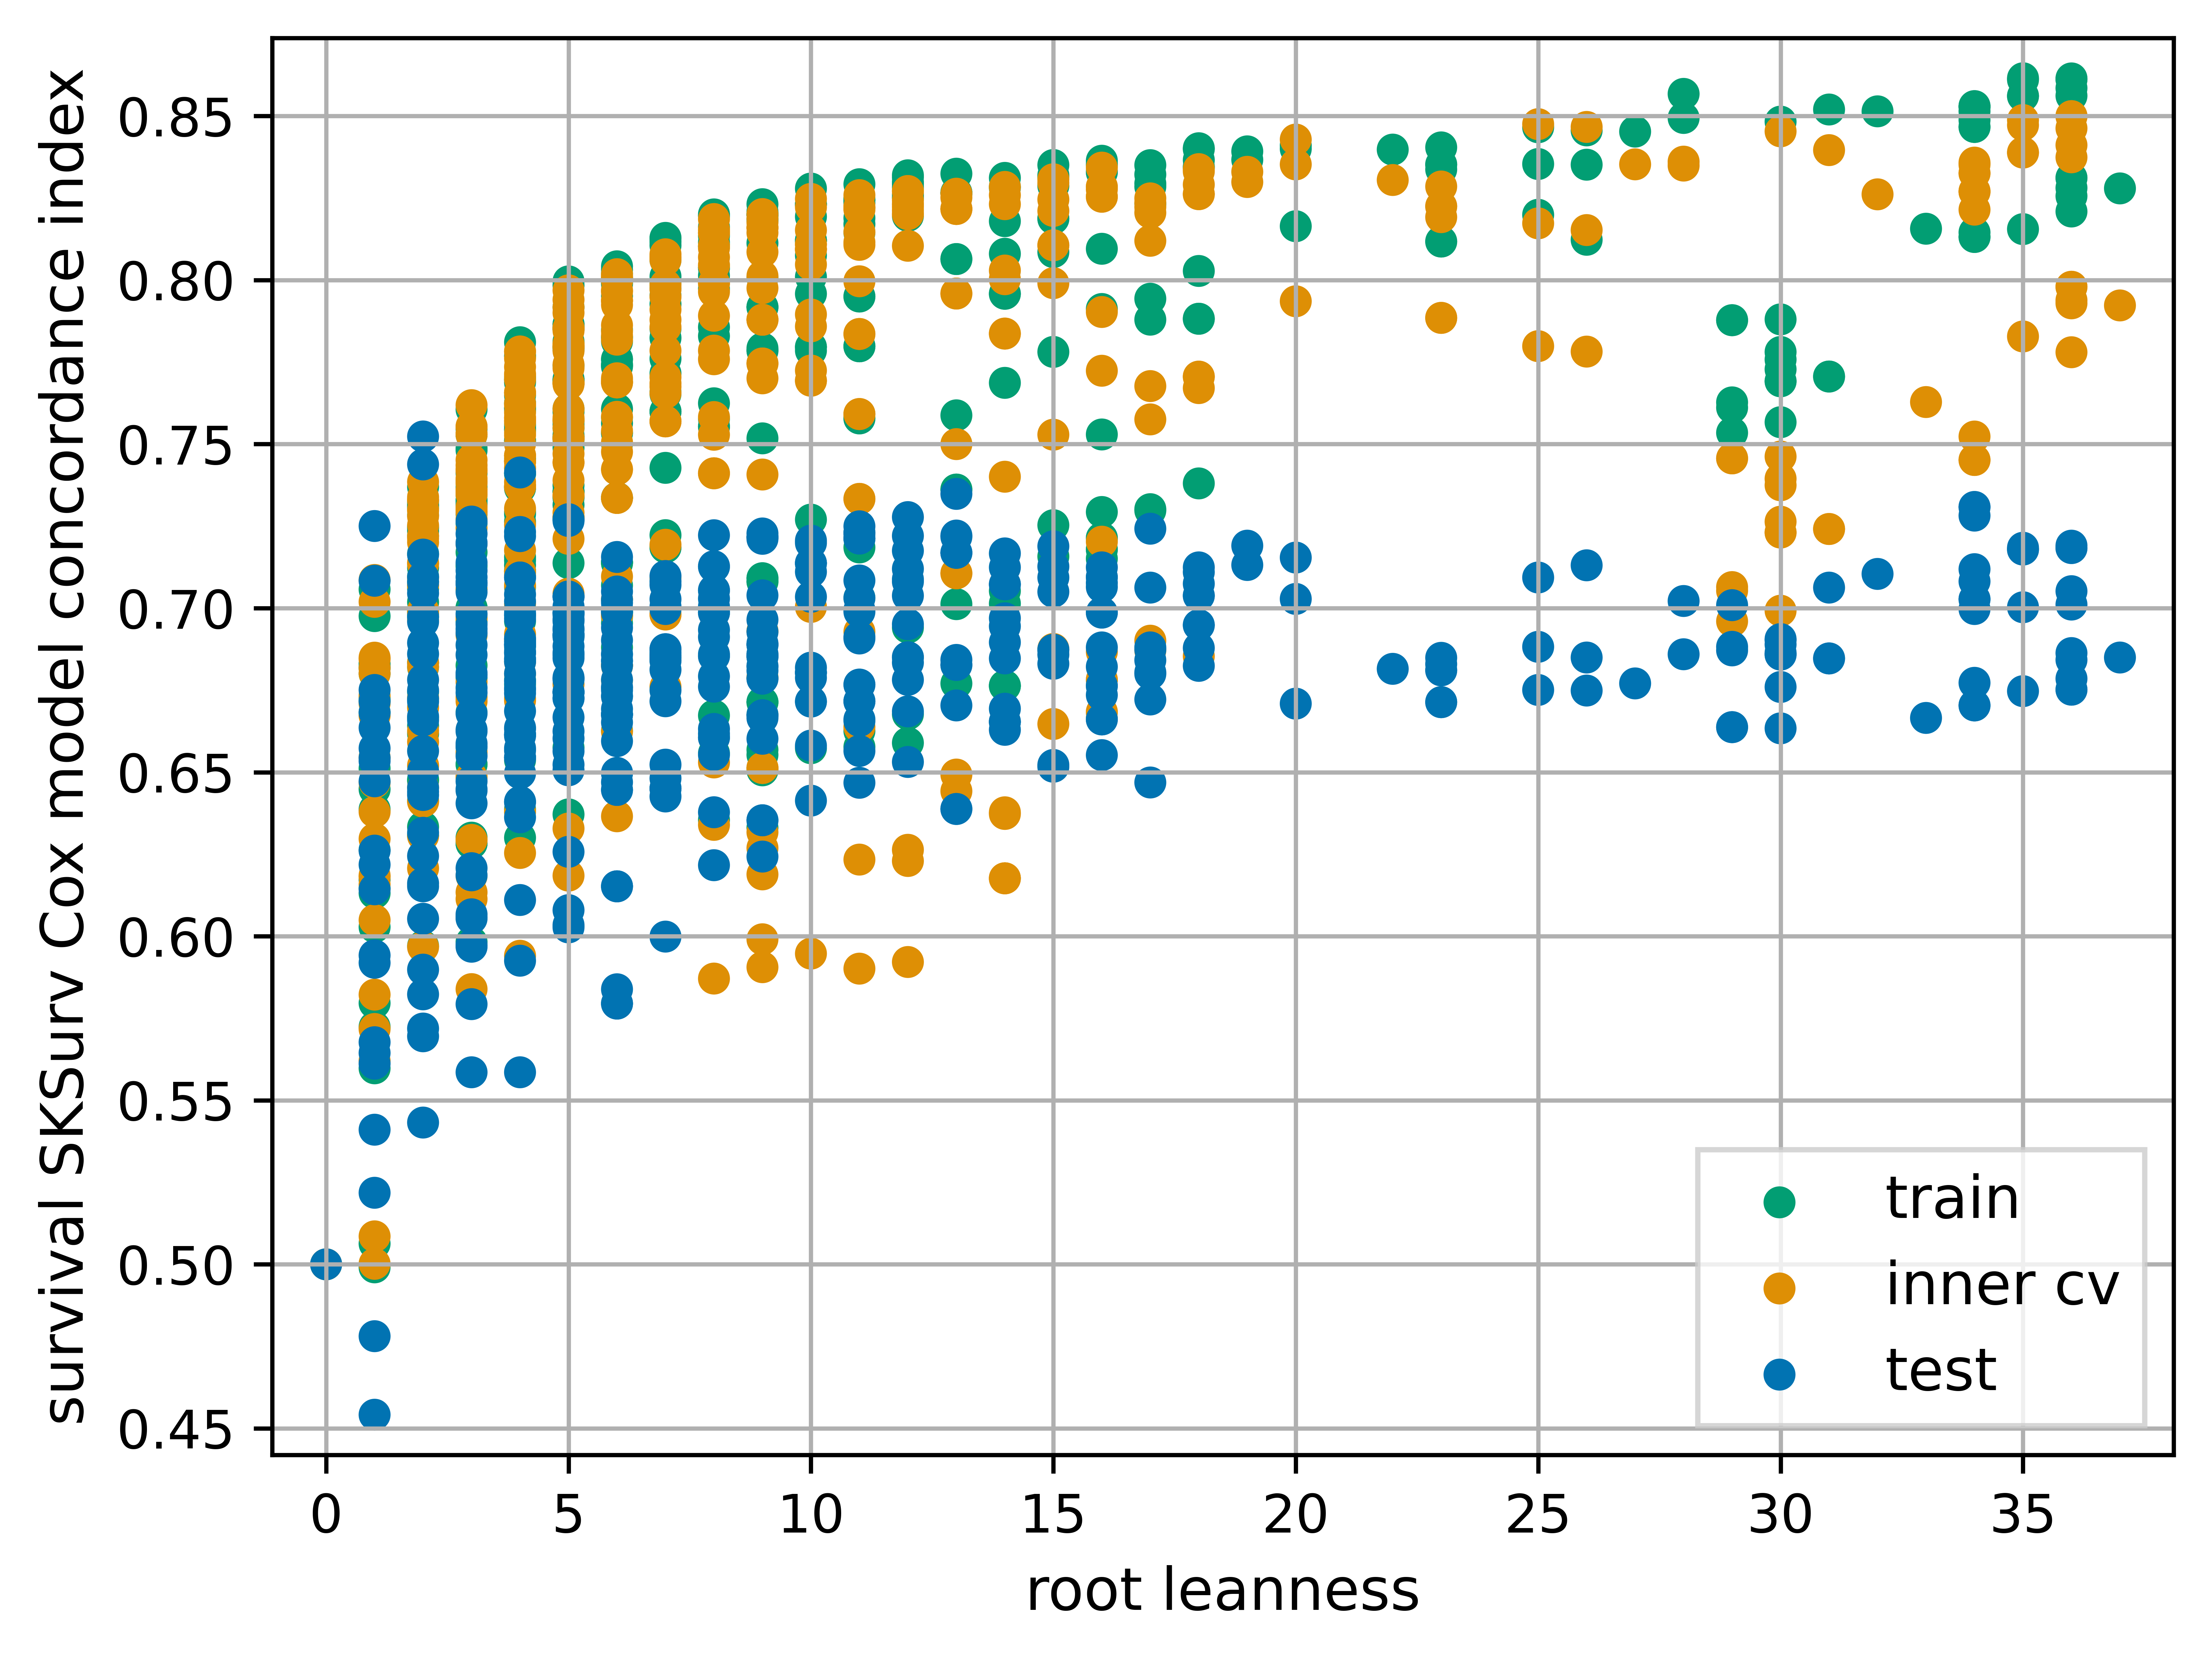 survival SKSurv Cox model concordance index
0.85
0.80
0.75
0.70
0.65
0.60
0.55
0.50
0.45
0 5 10 15 20 25 30 35
root leanness
train
inner cv
test